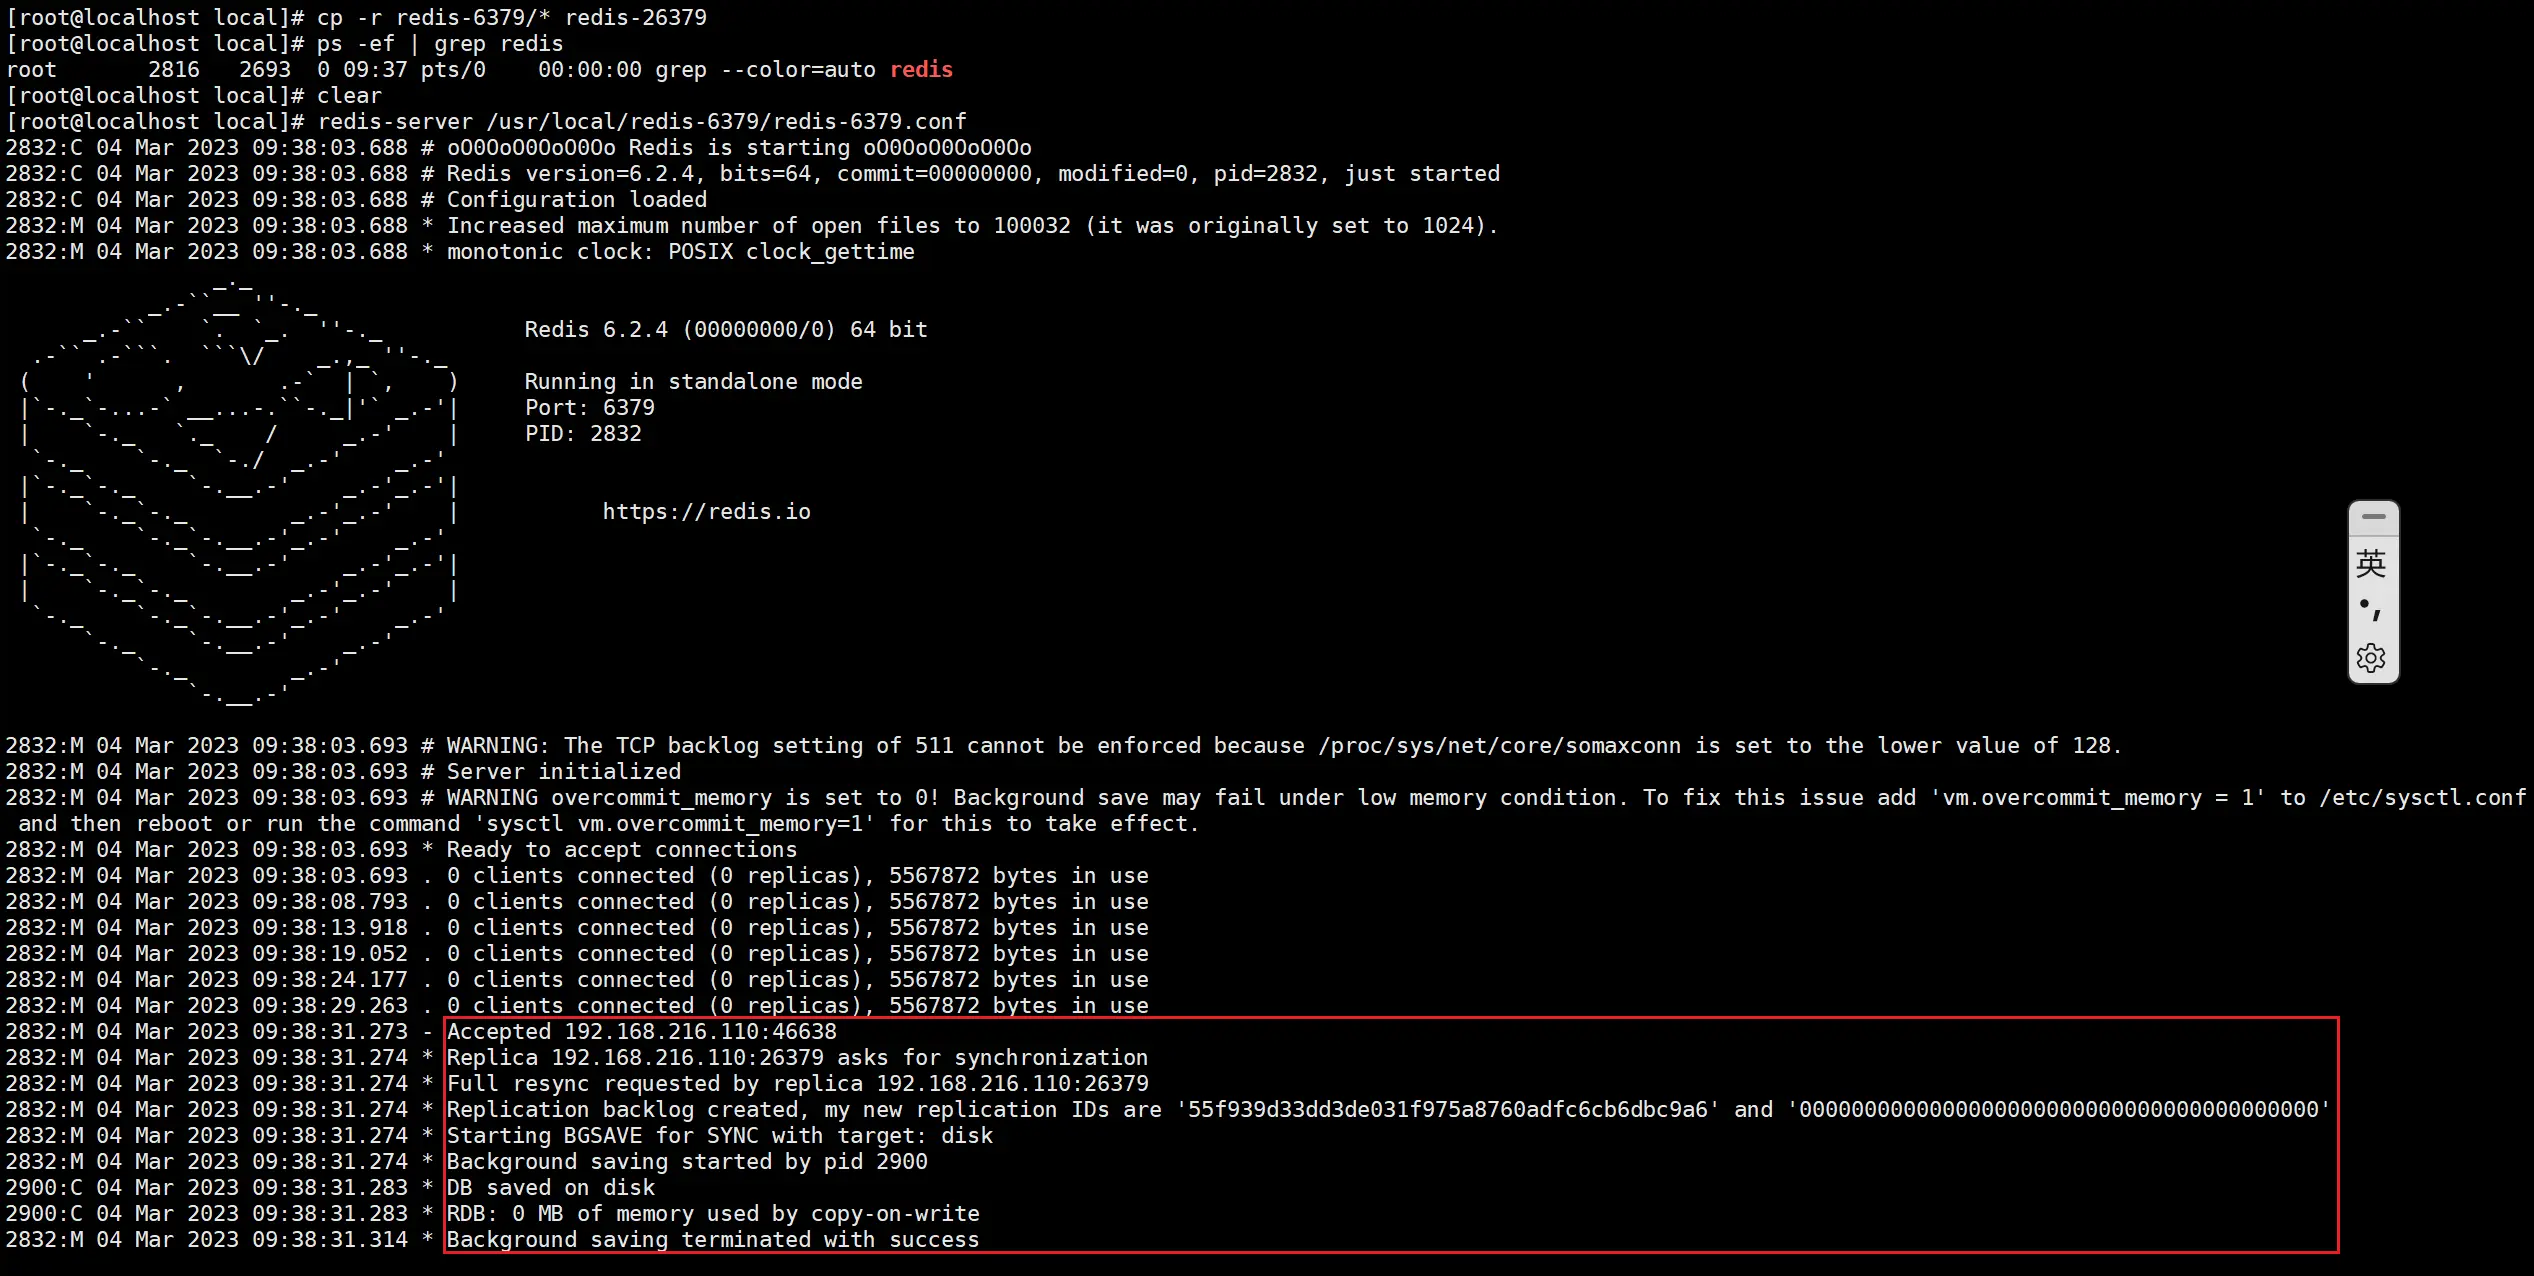 [root@localhost local]# cp -r redis-6379/* redis-26379
[root@localhost local]# ps -ef | grep redis
root       2816   2693  0 09:37 pts/0    00:00:00 grep --color=auto redis
[root@localhost local]# clear
[root@localhost local]# redis-server /usr/local/redis-6379/redis-6379.conf
2832:C 04 Mar 2023 09:38:03.688 # oO0OoO0OoO0Oo Redis is starting oO0OoO0OoO0Oo
2832:C 04 Mar 2023 09:38:03.688 # Redis version=6.2.4, bits=64, commit=00000000, modified=0, pid=2832, just started
2832:C 04 Mar 2023 09:38:03.688 # Configuration loaded
2832:M 04 Mar 2023 09:38:03.688 * Increased maximum number of open files to 100032 (it was originally set to 1024).
2832:M 04 Mar 2023 09:38:03.688 * monotonic clock: POSIX clock_gettime
Redis 6.2.4 (00000000/0) 64 bit
Running in standalone mode
Port: 6379
PID: 2832
https://redis.io
英
2832:M 04 Mar 2023 09:38:03.693 # WARNING: The TCP backlog setting of 511 cannot be enforced because /proc/sys/net/core/somaxconn is set to the lower value of 128.
2832:M 04 Mar 2023 09:38:03.693 # Server initialized
2832:M 04 Mar 2023 09:38:03.693 # WARNING overcommit_memory is set to 0! Background save may fail under low memory condition. To fix this issue add 'vm.overcommit_memory = 1' to /etc/sysctl.conf
 and then reboot or run the command 'sysctl vm.overcommit_memory=1' for this to take effect.
2832:M 04 Mar 2023 09:38:03.693 * Ready to accept connections
2832:M 04 Mar 2023 09:38:03.693 . 0 clients connected (0 replicas), 5567872 bytes in use
2832:M 04 Mar 2023 09:38:08.793 . 0 clients connected (0 replicas), 5567872 bytes in use
2832:M 04 Mar 2023 09:38:13.918 . 0 clients connected (0 replicas), 5567872 bytes in use
2832:M 04 Mar 2023 09:38:19.052 . 0 clients connected (0 replicas), 5567872 bytes in use
2832:M 04 Mar 2023 09:38:24.177 . 0 clients connected (0 replicas), 5567872 bytes in use
2832:M 04 Mar 2023 09:38:29.263 . 0 clients connected (0 replicas), 5567872 bytes in use
2832:M 04 Mar 2023 09:38:31.273 - Accepted 192.168.216.110:46638
2832:M 04 Mar 2023 09:38:31.274 * Replica 192.168.216.110:26379 asks for synchronization
2832:M 04 Mar 2023 09:38:31.274 * Full resync requested by replica 192.168.216.110:26379
2832:M 04 Mar 2023 09:38:31.274 * Replication backlog created, my new replication IDs are '55f939d33dd3de031f975a8760adfc6cb6dbc9a6' and '0000000000000000000000000000000000000000'
2832:M 04 Mar 2023 09:38:31.274 * Starting BGSAVE for SYNC with target: disk
2832:M 04 Mar 2023 09:38:31.274 * Background saving started by pid 2900
2900:C 04 Mar 2023 09:38:31.283 * DB saved on disk
2900:C 04 Mar 2023 09:38:31.283 * RDB: 0 MB of memory used by copy-on-write
2832:M 04 Mar 2023 09:38:31.314 * Background saving terminated with success